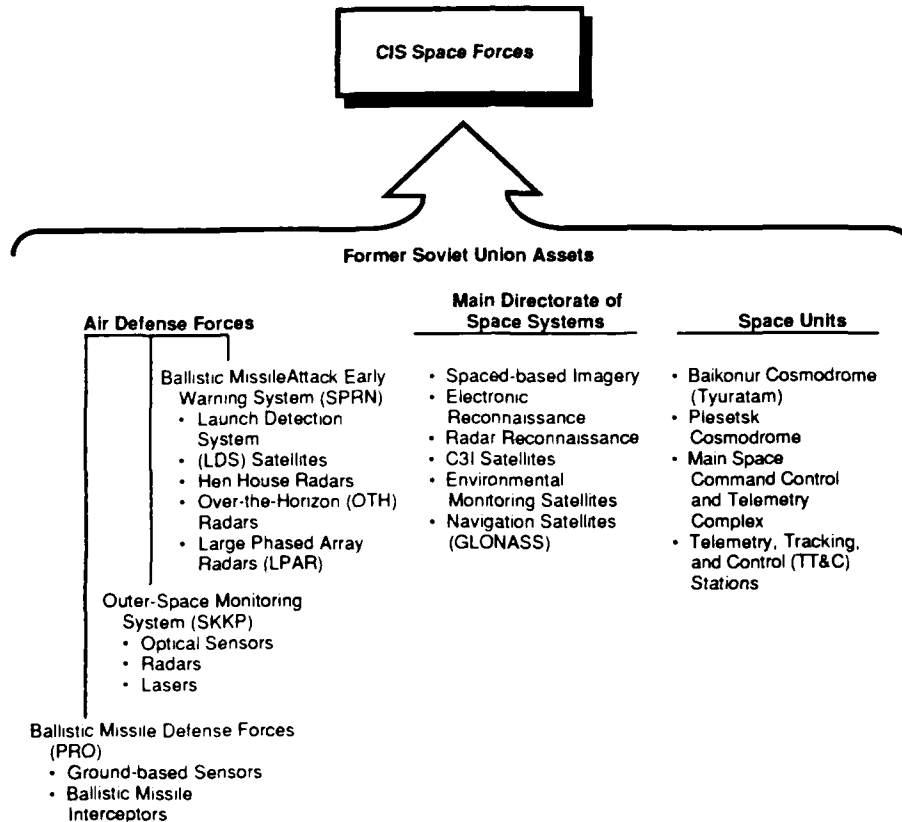 CIS Space Forces
Former Soviet Union Assets
Air Defense Forces
Ballistic MissileAttack Early
Warning System (SPRN)
• Launch Detection
System
• (LDS) Satellites
• Hen House Radars
• Over-the-Horizon (OTH)
Radars
• Large Phased Array
Radars (LPAR)
Outer-Space Monitoring
System (SKKP)
• Optical Sensors
• Radars
• Lasers
Ballistic Missile Defense Forces
(PRO)
• Ground-based Sensors
• Ballistic Missile
Interceptors
Main Directorate of
Space Systems
• Spaced-based Imagery
• Electronic
Reconnaissance
• Radar Reconnaissance
• C3I Satellites
• Environmental
Monitoring Satellites
• Navigation Satellites
(GLONASS)
Space Units
• Baikonur Cosmodrome
(Tyuratam)
• Plesetsk
Cosmodrome
• Main Space
Command Control
and Telemetry
Complex
• Telemetry, Tracking,
and Control (TT&C)
Stations